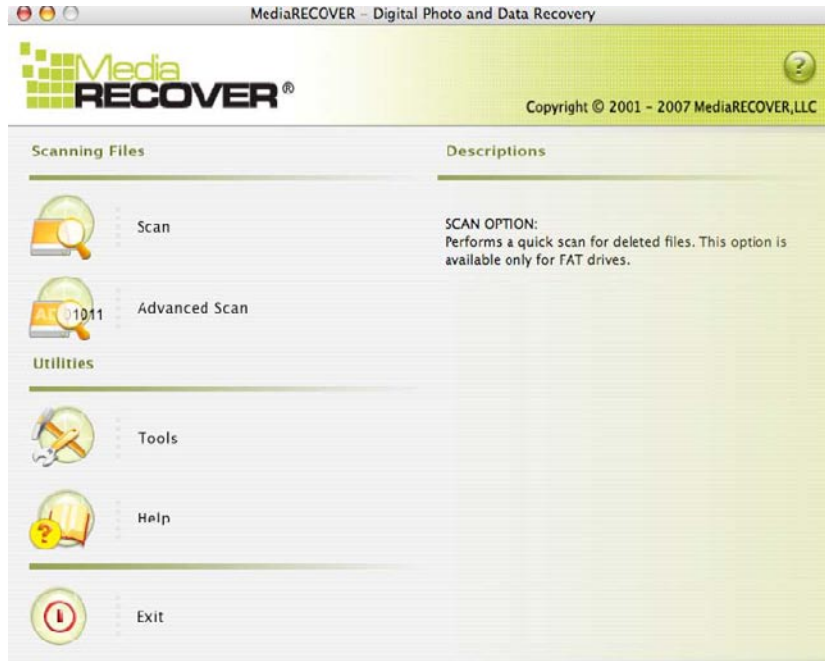 MediaRECOVER – Digital Photo and Data Recovery
Media
RECOVER®
?
Copyright © 2001 – 2007 MediaRECOVER,LLC
Scanning Files
Descriptions
Scan
SCAN OPTION:
Performs a quick scan for deleted files. This option is
available only for FAT drives.
1011
Advanced Scan
Utilities
Tools
?
Help
Exit